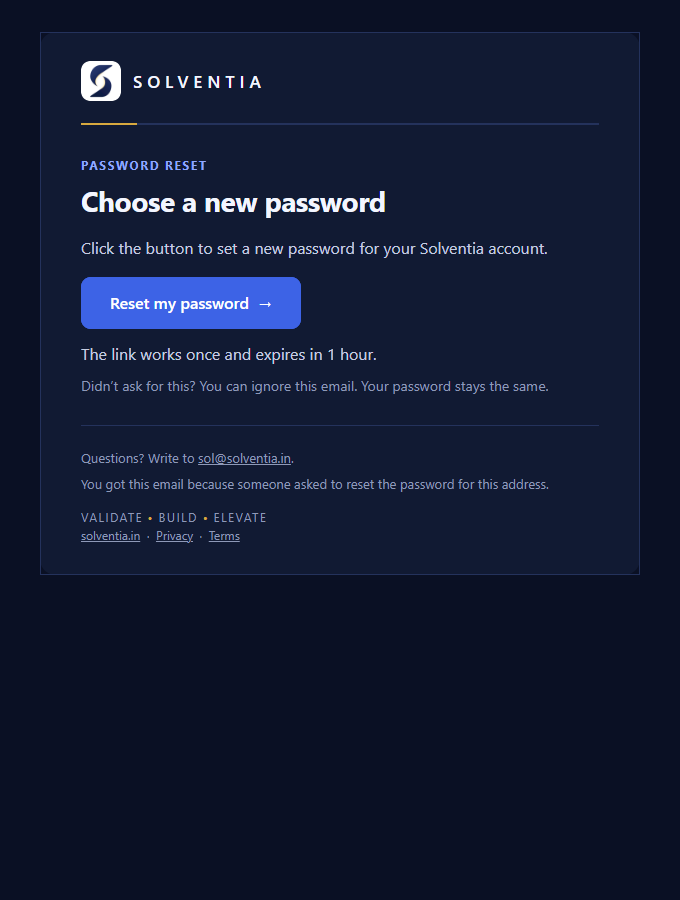 SOLVENTIA
PASSWORD RESET
Choose a new password
Click the button to set a new password for your Solventia account.
Reset my password →
The link works once and expires in 1 hour.
Didn’t ask for this? You can ignore this email. Your password stays the same.
Questions? Write to sol@solventia.in.
You got this email because someone asked to reset the password for this address.
VALIDATE • BUILD • ELEVATE
solventia.in · Privacy · Terms